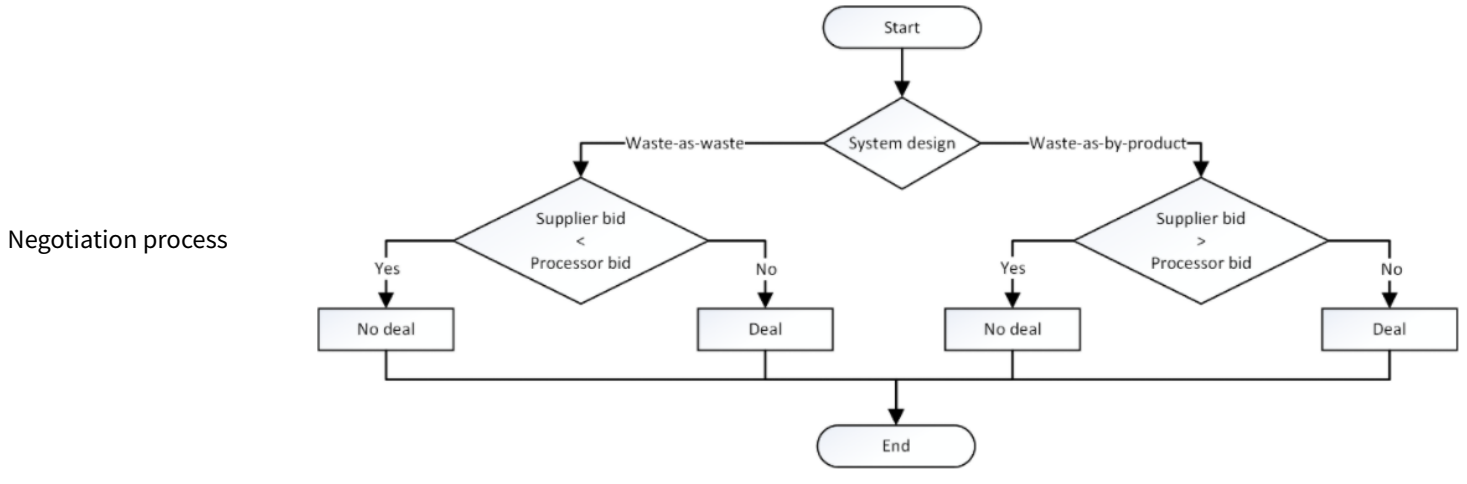 Start
System design
Waste-as-waste
Waste-as-by-product
Negotiation process
Supplier bid
<
Processor bid
Supplier bid
>
Processor bid
Yes
No
Yes
No
No deal
Deal
No deal
Deal
End